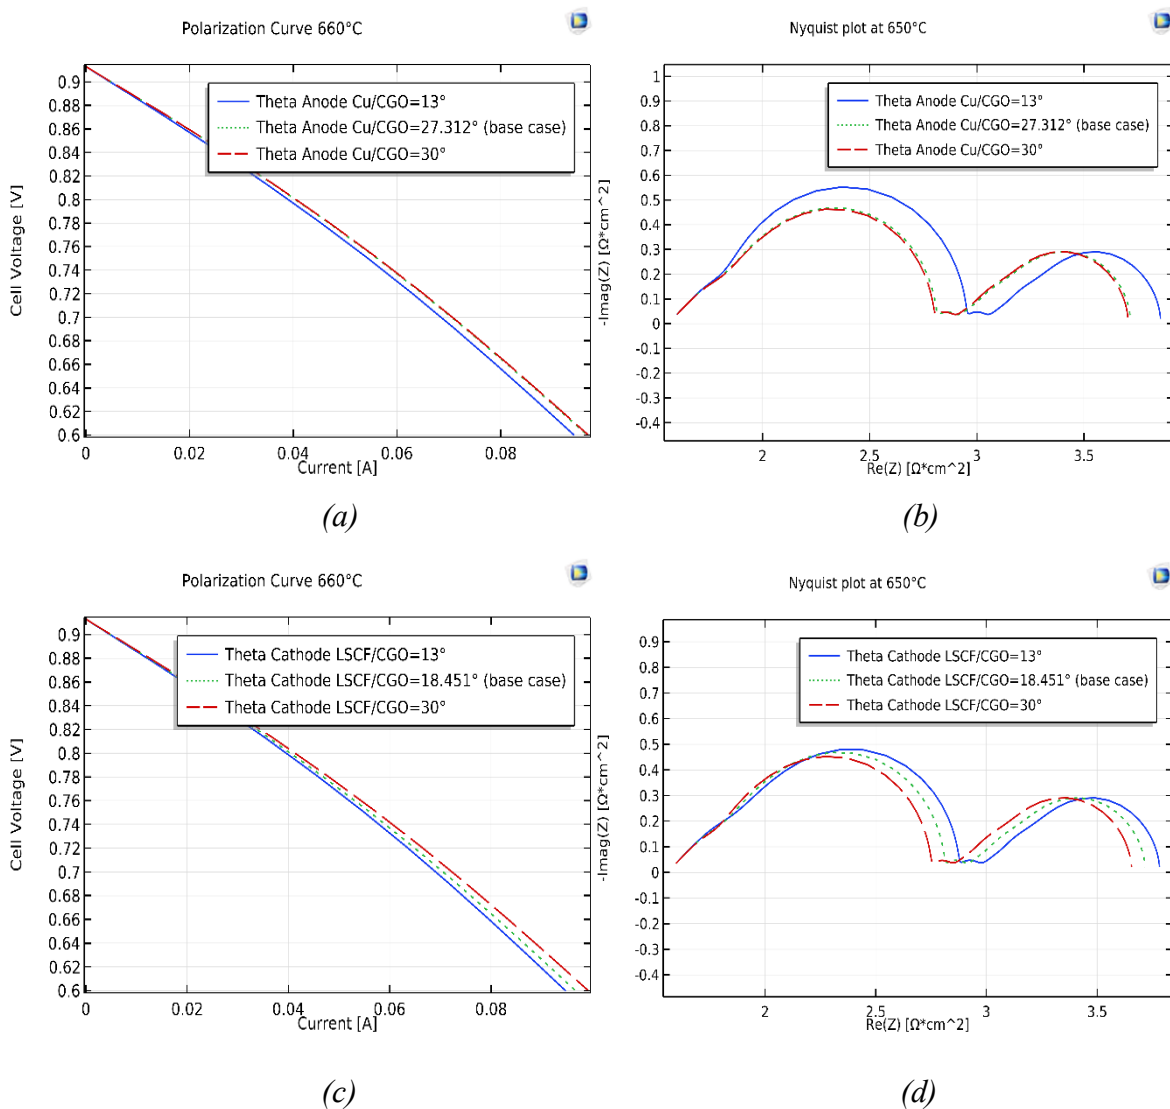 Polarization Curve 660°C
Cell Voltage [V]
0.9
0.88
0.86
0.84
0.82
0.8
0.78
0.76
0.74
0.72
0.7
0.68
0.66
0.64
0.62
0.6
Theta Anode Cu/CGO=13°
Theta Anode Cu/CGO=27.312° (base case)
Theta Anode Cu/CGO=30°
0 0.02 0.04 0.06 0.08
Current [A]
(a)
Nyquist plot at 650°C
-Imag(Z) [Ω*cm^2]
1
0.9
0.8
0.7
0.6
0.5
0.4
0.3
0.2
0.1
0
-0.1
-0.2
-0.3
-0.4
Theta Anode Cu/CGO=13°
Theta Anode Cu/CGO=27.312° (base case)
Theta Anode Cu/CGO=30°
2 2.5 3 3.5
Re(Z) [Ω*cm^2]
(b)
Polarization Curve 660°C
Cell Voltage [V]
0.9
0.88
0.86
0.84
0.82
0.8
0.78
0.76
0.74
0.72
0.7
0.68
0.66
0.64
0.62
0.6
Theta Cathode LSCF/CGO=13°
Theta Cathode LSCF/CGO=18.451° (base case)
Theta Cathode LSCF/CGO=30°
0 0.02 0.04 0.06 0.08
Current [A]
(c)
Nyquist plot at 650°C
-Imag(Z) [Ω*cm^2]
0.9
0.8
0.7
0.6
0.5
0.4
0.3
0.2
0.1
0
-0.1
-0.2
-0.3
-0.4
Theta Cathode LSCF/CGO=13°
Theta Cathode LSCF/CGO=18.451° (base case)
Theta Cathode LSCF/CGO=30°
2 2.5 3 3.5
Re(Z) [Ω*cm^2]
(d)